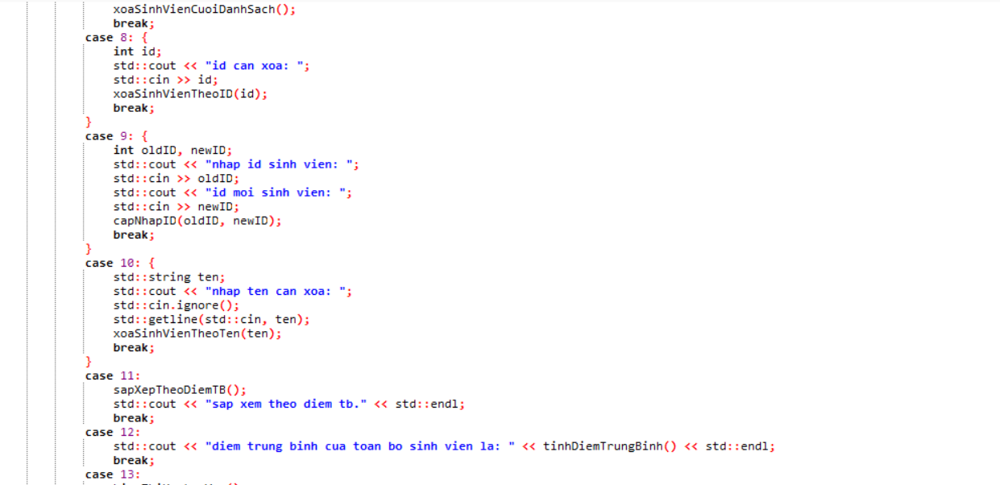 xoaSinhVienCuoiDanhSach();
break;
case 8: {
int id;
std::cout << "id can xoa: ";
std::cin >> id;
xoaSinhVienTheoID(id);
break;
}
case 9: {
int oldID, newID;
std::cout << "nhap id sinh vien: ";
std::cin >> oldID;
std::cout << "id moi sinh vien: ";
std::cin >> newID;
capNhapID(oldID, newID);
break;
}
case 10: {
std::string ten;
std::cout << "nhap ten can xoa: ";
std::cin.ignore();
std::getline(std::cin, ten);
xoaSinhVienTheoTen(ten);
break;
}
case 11:
sapXepTheoDiemTB();
std::cout << "sap xem theo diem tb." << std::endl;
break;
case 12:
std::cout << "diem trung binh cua toan bo sinh vien la: " << tinhDiemTrungBinh() << std::endl;
break;
case 13: